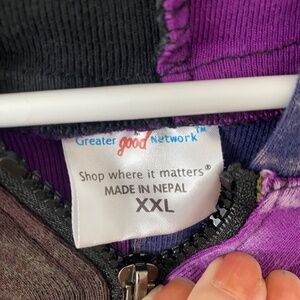 Greater good Network™
Shop where it matters®
MADE IN NEPAL
XXL